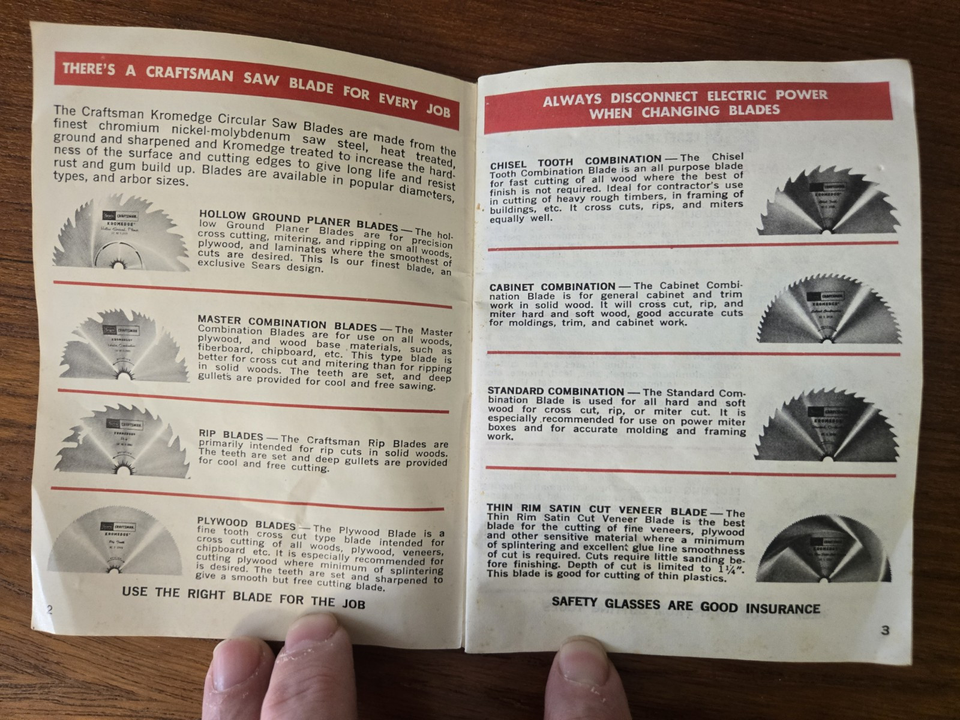 THERE'S A CRAFTSMAN SAW BLADE FOR EVERY JOB
The Craftsman Kromedge Circular Saw Blades are made from the
finest chromium nickel-molybdenum saw steel, heat treated,
ground and sharpened and Kromedge treated to increase the hard-
ness of the surface and cutting edges to give long life and resist
rust and gum build up. Blades are available in popular diameters,
types, and arbor sizes.
CRAFTSMAN
KROMEDGE
HOLLOW GROUND PLANER BLADES — The hol-
low Ground Planer Blades are for precision
cross cutting, mitering, and ripping on all woods,
plywood, and laminates where the smoothest of
cuts are desired. This is our finest blade, an
exclusive Sears design.
MASTER COMBINATION BLADES — The Master
Combination Blades are for use on all woods,
plywood, and wood base materials, such as
fiberboard, chipboard, etc. This type blade is
better for cross cut and mitering than for ripping
in solid woods. The teeth are set, and deep
gullets are provided for cool and free sawing.
RIP BLADES — The Craftsman Rip Blades are
primarily intended for rip cuts in solid woods.
The teeth are set and deep gullets are provided
for cool and free cutting.
CRAFTSMAN
KROMEDGE
PLYWOOD BLADES — The Plywood Blade is a
fine tooth cross cut type blade intended for
cross cutting of all woods, plywood, veneers,
chipboard etc. It is especially recommended for
cutting plywood where minimum of splintering
is desired. The teeth are set and sharpened to
give a smooth but free cutting blade.
USE THE RIGHT BLADE FOR THE JOB
2
ALWAYS DISCONNECT ELECTRIC POWER
WHEN CHANGING BLADES
CHISEL TOOTH COMBINATION — The Chisel
Tooth Combination Blade is an all purpose blade
for fast cutting of all wood where the best of
finish is not required. Ideal for contractor's use
in cutting of heavy rough timbers, in framing of
buildings, etc. It cross cuts, rips, and miters
equally well.
CABINET COMBINATION — The Cabinet Combi-
nation Blade is for general cabinet and trim
work in solid wood. It will cross cut, rip, and
miter hard and soft wood, good accurate cuts
for moldings, trim, and cabinet work.
STANDARD COMBINATION — The Standard Com-
bination Blade is used for all hard and soft
wood for cross cut, rip, or miter cut. It is
especially recommended for use on power miter
boxes and for accurate molding and framing
work.
THIN RIM SATIN CUT VENEER BLADE — The
Thin Rim Satin Cut Veneer Blade is the best
blade for the cutting of fine veneers, plywood
and other sensitive material where a minimum
of splintering and excellent glue line smoothness
of cut is required. Cuts require little sanding be-
fore finishing. Depth of cut is limited to 1¼".
This blade is good for cutting of thin plastics.
SAFETY GLASSES ARE GOOD INSURANCE
3